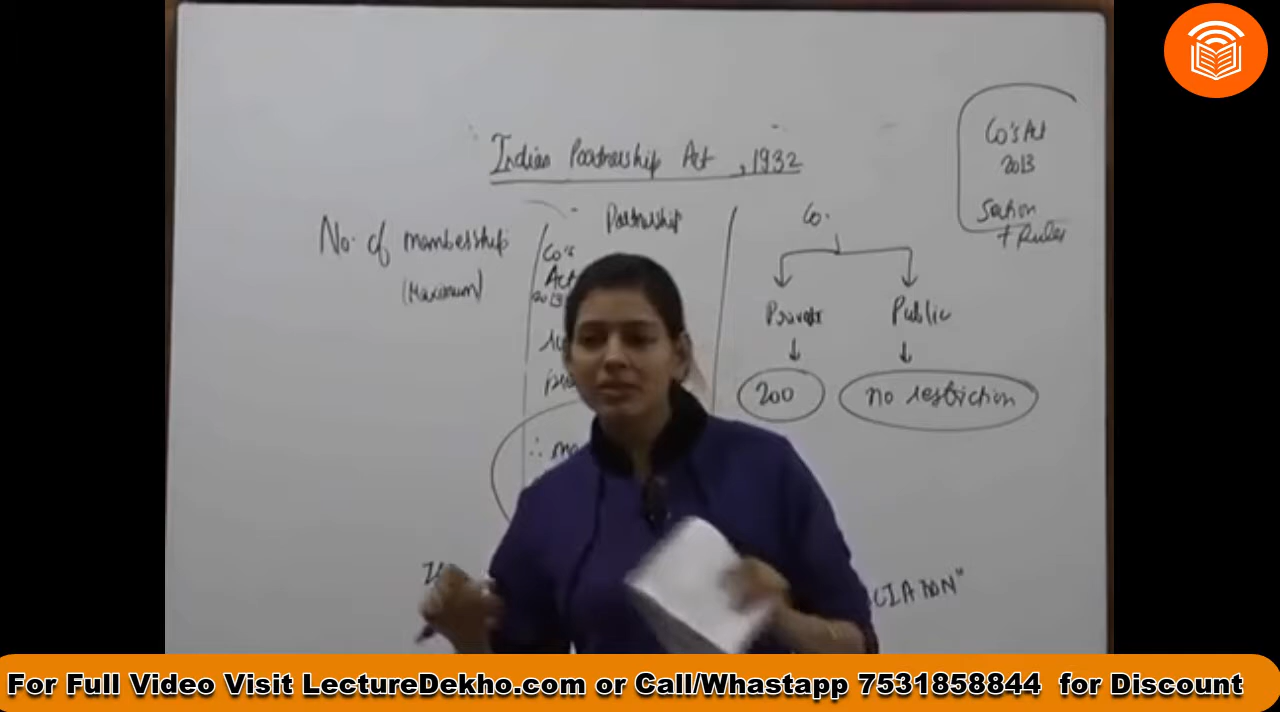 Indian Partnership Act, 1932
Co's Act
2013
Section
+ Rules
No. of membership
(Maximum)
Partnership
Co's
Act
2013
Co.
Private
Public
200
no restriction
∴
CIATION"
For Full Video Visit LectureDekho.com or Call/Whastapp 7531858844 for Discount